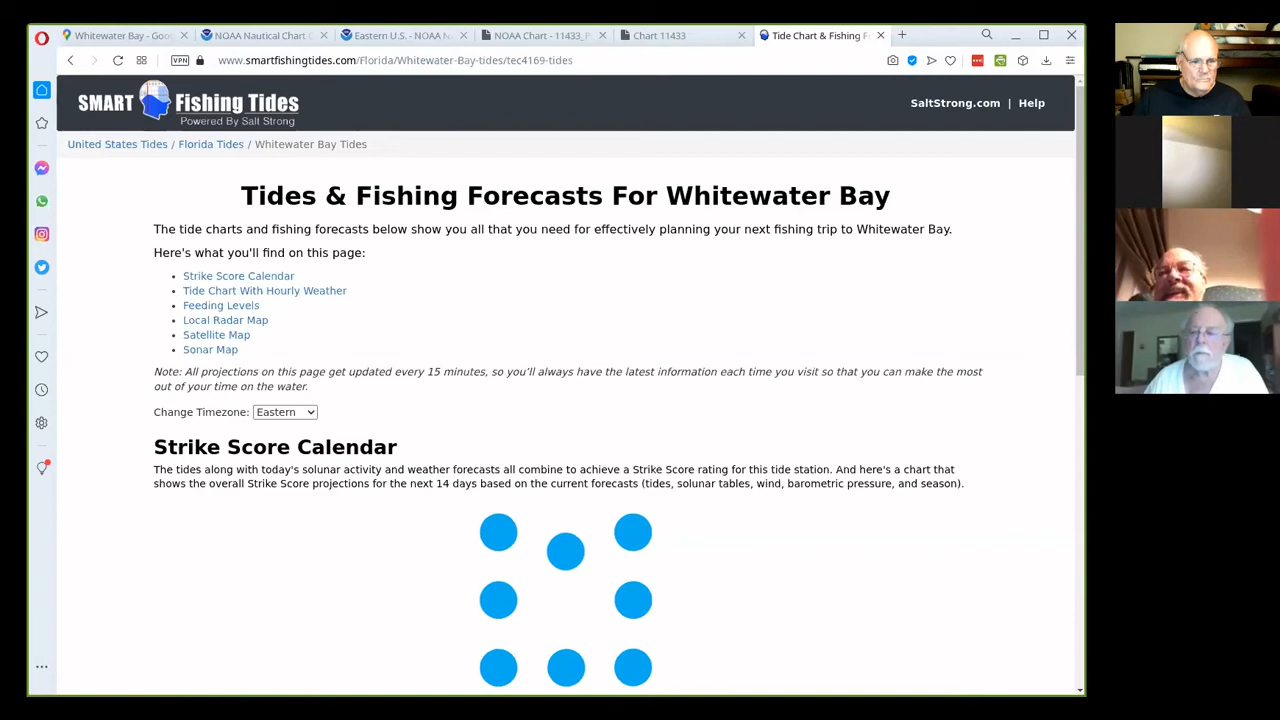 Whitewater Bay - Goo
NOAA Nautical Chart C
Eastern U.S. - NOAA N
NOAA Chart - 11433_P
Chart 11433
Tide Chart & Fishing F
VPN
www.smartfishingtides.com/Florida/Whitewater-Bay-tides/tec4169-tides
SMART Fishing Tides
Powered By Salt Strong
SaltStrong.com | Help
United States Tides / Florida Tides / Whitewater Bay Tides
Tides & Fishing Forecasts For Whitewater Bay
The tide charts and fishing forecasts below show you all that you need for effectively planning your next fishing trip to Whitewater Bay.
Here's what you'll find on this page:
• Strike Score Calendar
• Tide Chart With Hourly Weather
• Feeding Levels
• Local Radar Map
• Satellite Map
• Sonar Map
Note: All projections on this page get updated every 15 minutes, so you'll always have the latest information each time you visit so that you can make the most
out of your time on the water.
Change Timezone: Eastern
Strike Score Calendar
The tides along with today's solunar activity and weather forecasts all combine to achieve a Strike Score rating for this tide station. And here's a chart that
shows the overall Strike Score projections for the next 14 days based on the current forecasts (tides, solunar tables, wind, barometric pressure, and season).